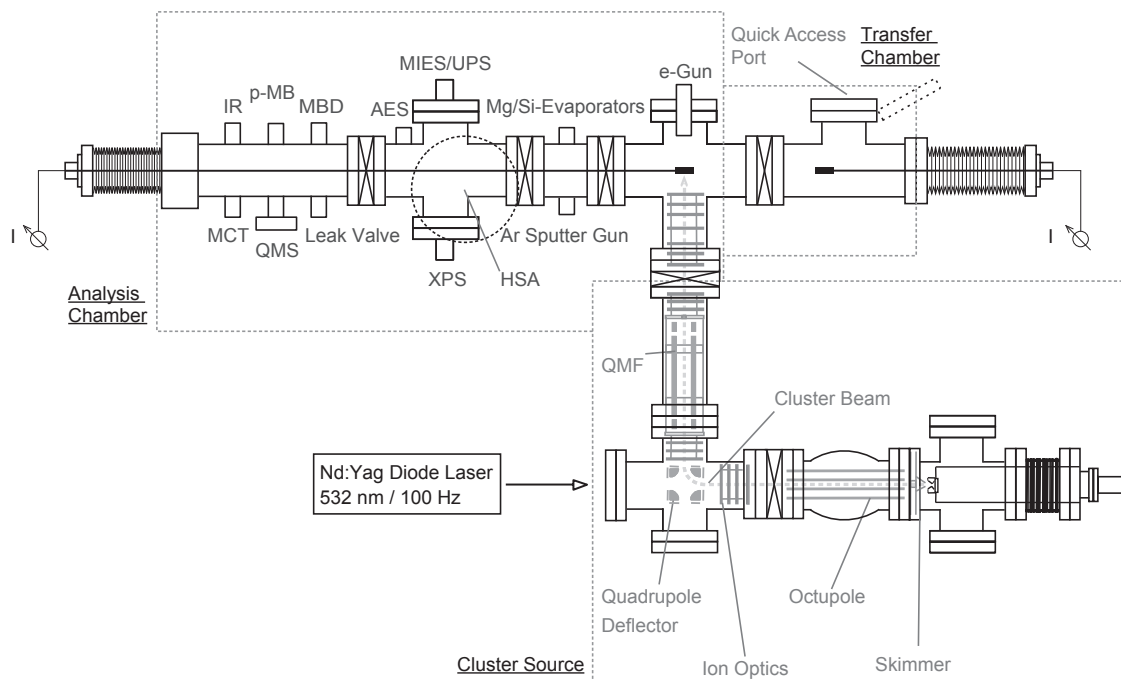 Quick Access
Port
Transfer
Chamber
MIES/UPS
e-Gun
p-MB
IR
MBD
AES
Mg/Si-Evaporators
I
I
MCT
QMS
Leak Valve
Ar Sputter Gun
XPS
HSA
Analysis
Chamber
QMF
Cluster Beam
Nd:Yag Diode Laser
532 nm / 100 Hz
Quadrupole
Deflector
Octupole
Cluster Source
Ion Optics
Skimmer